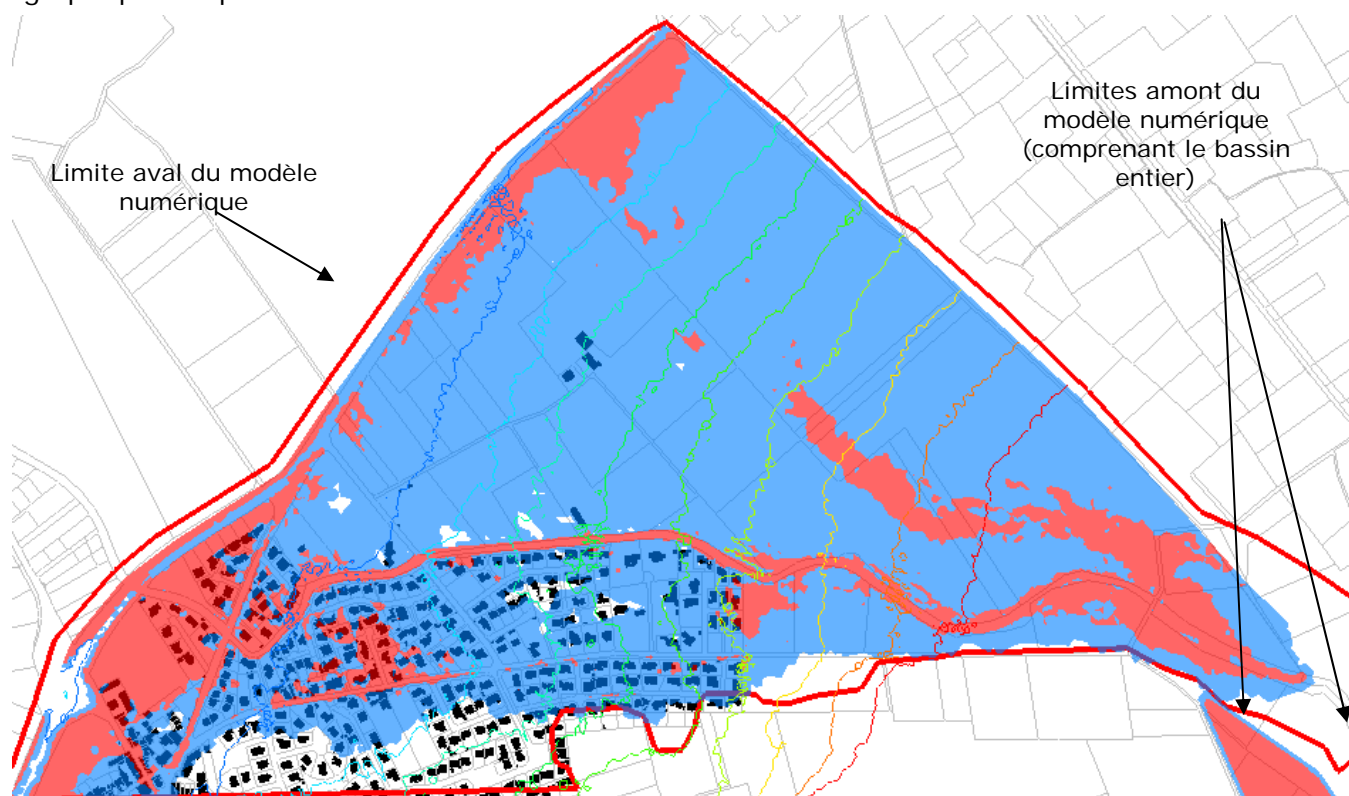 Limites amont du
modèle numérique
(comprenant le bassin
entier)
Limite aval du modèle
numérique